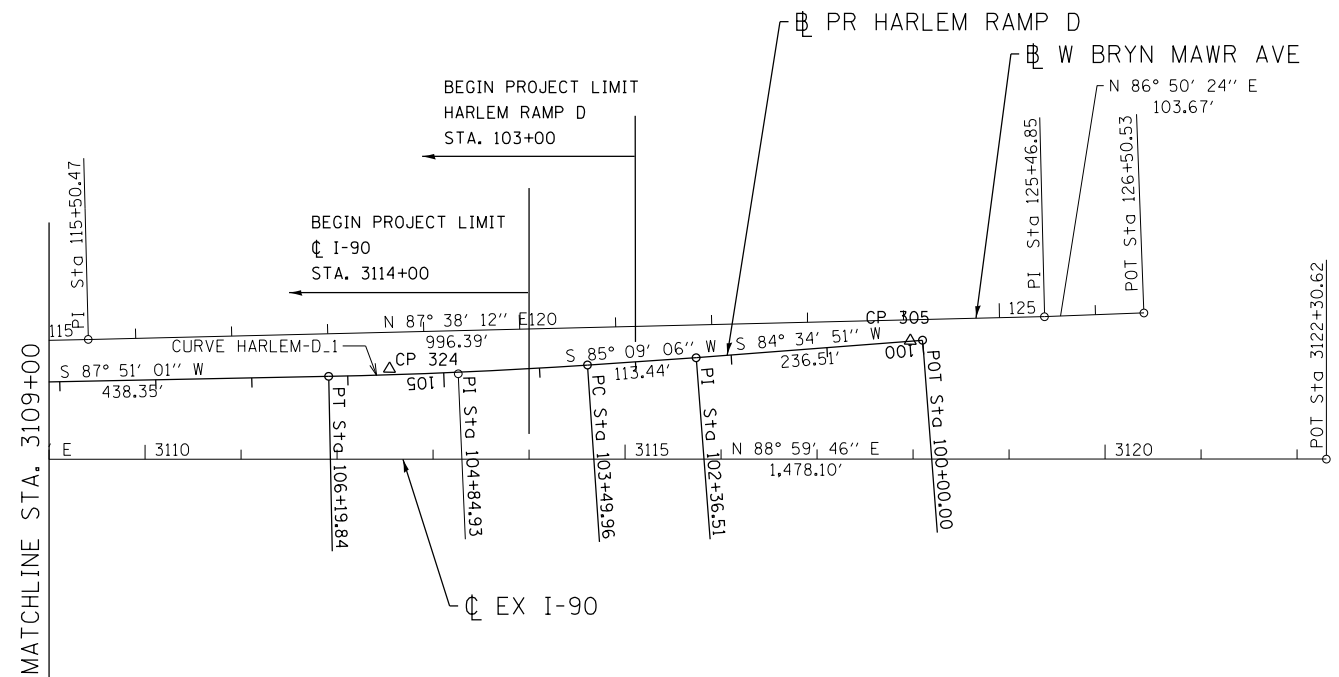 ℄ PR HARLEM RAMP D
℄ W BRYN MAWR AVE
N 86° 50' 24'' E
103.67'
BEGIN PROJECT LIMIT
HARLEM RAMP D
STA. 103+00
BEGIN PROJECT LIMIT
℄ I-90
STA. 3114+00
PI Sta 115+50.47
PI Sta 125+46.85
POT Sta 126+50.53
POT Sta 3122+30.62
MATCHLINE STA. 3109+00
115
N 87° 38' 12'' E
996.39'
120
125
CP 305
100
CURVE HARLEM-D_1
CP 324
105
S 87° 51' 01'' W
438.35'
S 85° 09' 06'' W
113.44'
S 84° 34' 51'' W
236.51'
PT Sta 106+19.84
PI Sta 104+84.93
PC Sta 103+49.96
PI Sta 102+36.51
POT Sta 100+00.00
' E
3110
3115
N 88° 59' 46'' E
1,478.10'
3120
℄ EX I-90